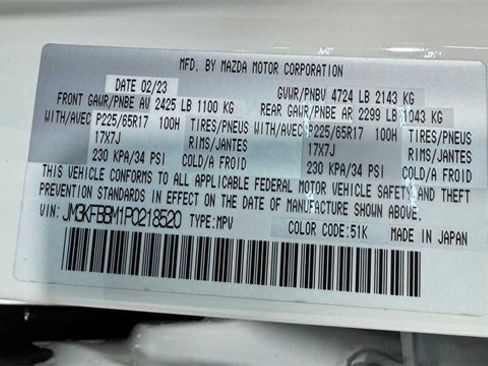 MFD. BY MAZDA MOTOR CORPORATION
DATE 02/23 GVWR/PNBV 4724 LB 2143 KG
FRONT GAWR/PNBE AV 2425 LB 1100 KG REAR GAWR/PNBE AR 2299 LB 1043 KG
WITH/AVEC P225/65R17 100H TIRES/PNEUS WITH/AVEC P225/65R17 100H TIRES/PNEUS
17X7J RIMS/JANTES 17X7J RIMS/JANTES
230 KPA/34 PSI COLD/A FROID 230 KPA/34 PSI COLD/A FROID
THIS VEHICLE CONFORMS TO ALL APPLICABLE FEDERAL MOTOR VEHICLE SAFETY AND THEFT
PREVENTION STANDARDS IN EFFECT ON THE DATE OF MANUFACTURE SHOWN ABOVE.
VIN: JM3KFBBM1P0218520 TYPE:MPV COLOR CODE:51K MADE IN JAPAN